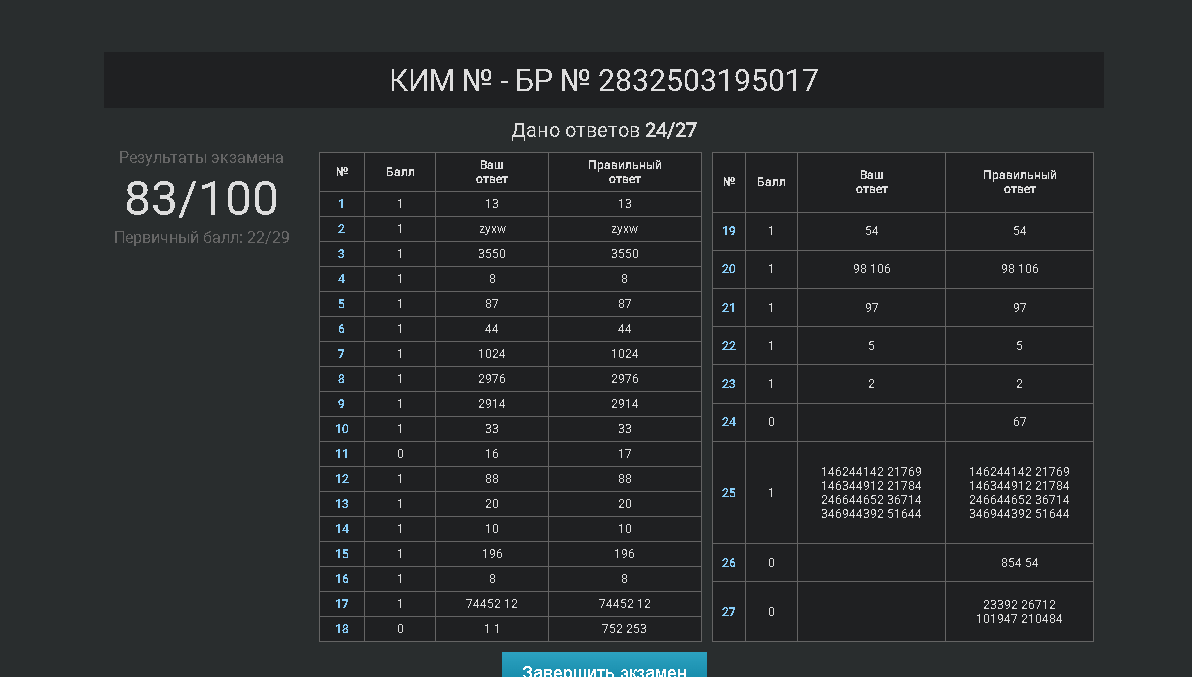 КИМ № - БР № 2832503195017
Дано ответов 24/27
Результаты экзамена
83/100
Первичный балл: 22/29
№ Балл Ваш ответ Правильный ответ
1 1 13 13
2 1 zyxw zyxw
3 1 3550 3550
4 1 8 8
5 1 87 87
6 1 44 44
7 1 1024 1024
8 1 2976 2976
9 1 2914 2914
10 1 33 33
11 0 16 17
12 1 88 88
13 1 20 20
14 1 10 10
15 1 196 196
16 1 8 8
17 1 74452 12 74452 12
18 0 1 1 752 253
№ Балл Ваш ответ Правильный ответ
19 1 54 54
20 1 98 106 98 106
21 1 97 97
22 1 5 5
23 1 2 2
24 0 67
146244142 21769 146244142 21769
146344912 21784 146344912 21784
25 1
246644652 36714 246644652 36714
346944392 51644 346944392 51644
26 0 854 54
23392 26712
27 0
101947 210484
Завершить экзамен